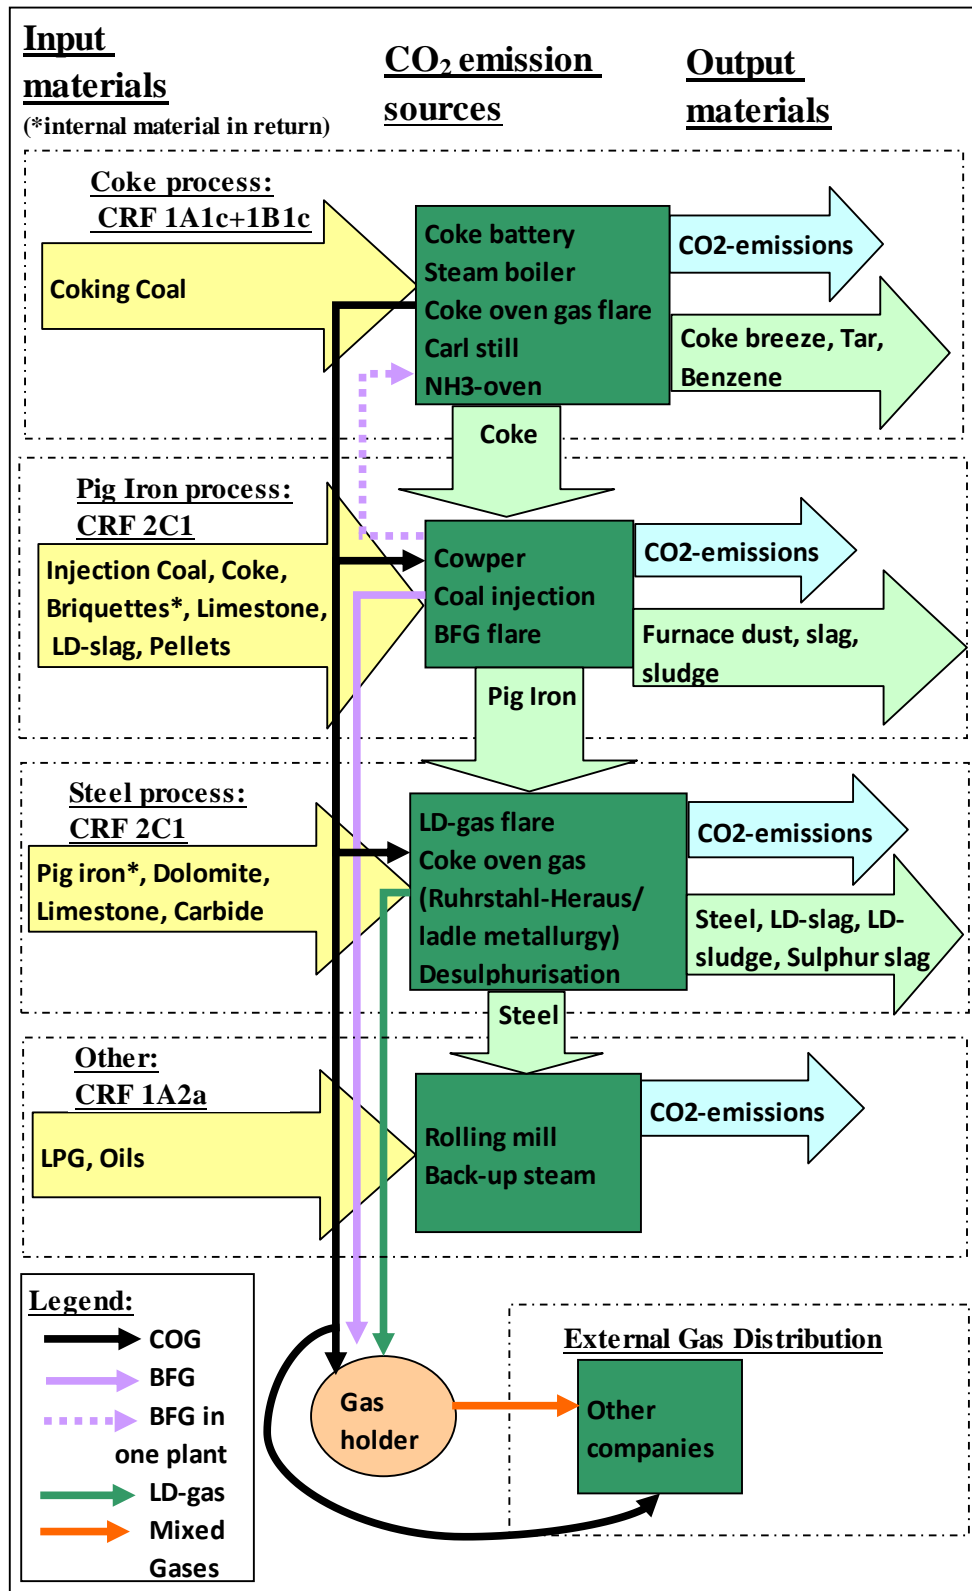 Input
materials
(*internal material in return)
CO₂ emission
sources
Output
materials
Coke process:
CRF 1A1c+1B1c
Coking Coal
Coke battery
Steam boiler
Coke oven gas flare
Carl still
NH3-oven
CO2-emissions
Coke breeze, Tar,
Benzene
Coke
Pig Iron process:
CRF 2C1
Injection Coal, Coke,
Briquettes*, Limestone,
LD-slag, Pellets
Cowper
Coal injection
BFG flare
CO2-emissions
Furnace dust, slag,
sludge
Pig Iron
Steel process:
CRF 2C1
Pig iron*, Dolomite,
Limestone, Carbide
LD-gas flare
Coke oven gas
(Ruhrstahl-Heraus/
ladle metallurgy)
Desulphurisation
CO2-emissions
Steel, LD-slag, LD-
sludge, Sulphur slag
Steel
Other:
CRF 1A2a
LPG, Oils
Rolling mill
Back-up steam
CO2-emissions
Legend:
COG
BFG
BFG in
one plant
LD-gas
Mixed
Gases
Gas
holder
External Gas Distribution
Other
companies